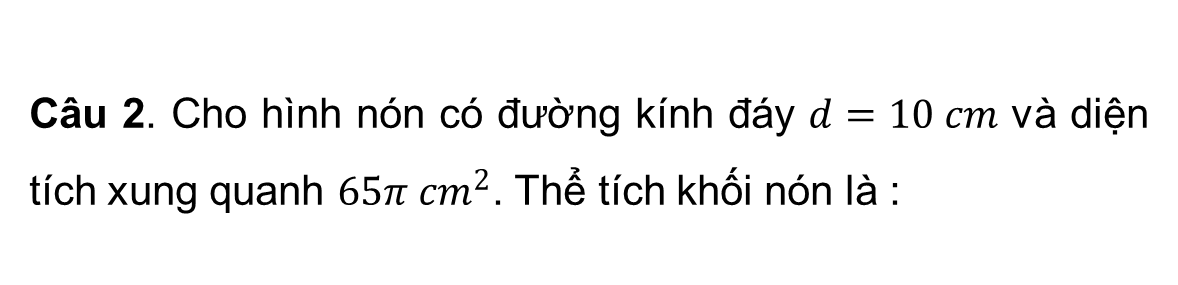 Câu 2. Cho hình nón có đường kính đáy d = 10 cm và diện
tích xung quanh 65π cm². Thể tích khối nón là :